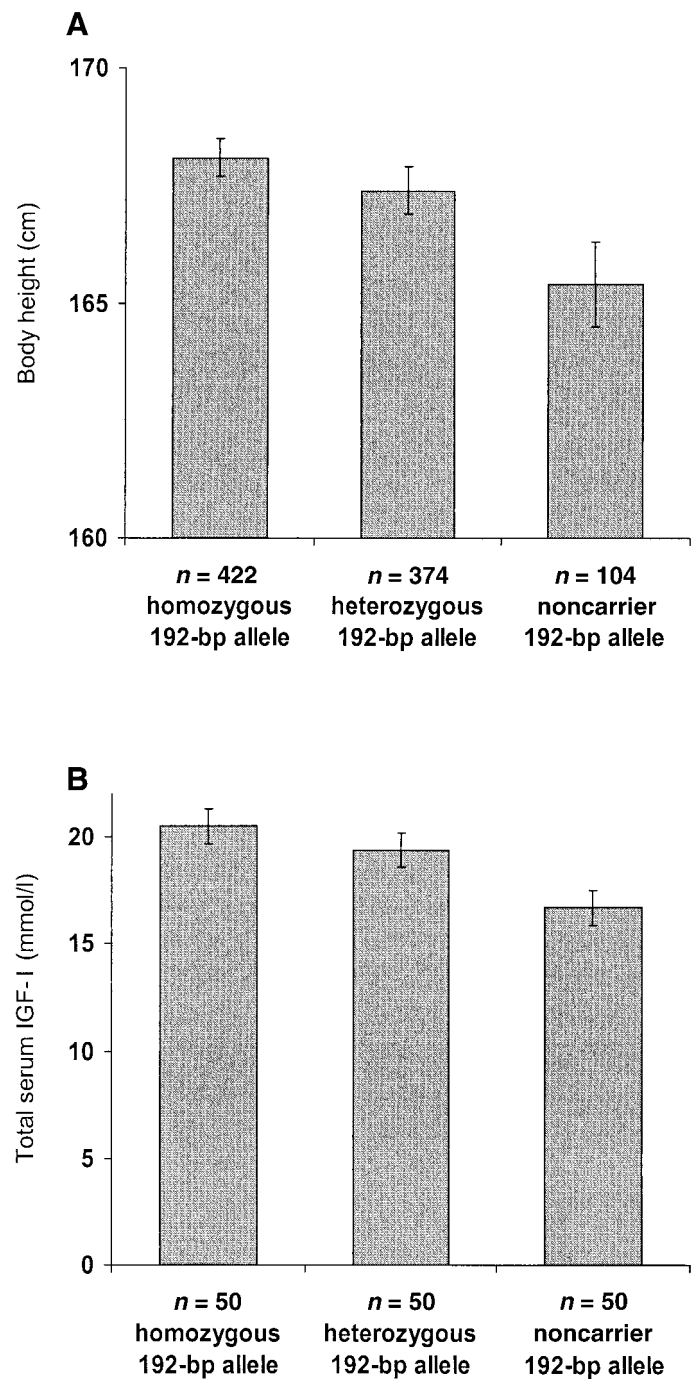 A
170
165
160
Body height (cm)
n = 422
homozygous
192-bp allele
n = 374
heterozygous
192-bp allele
n = 104
noncarrier
192-bp allele
B
20
15
10
5
0
Total serum IGF- I (mmol/l)
n = 50
homozygous
192-bp allele
n = 50
heterozygous
192-bp allele
n = 50
noncarrier
192-bp allele